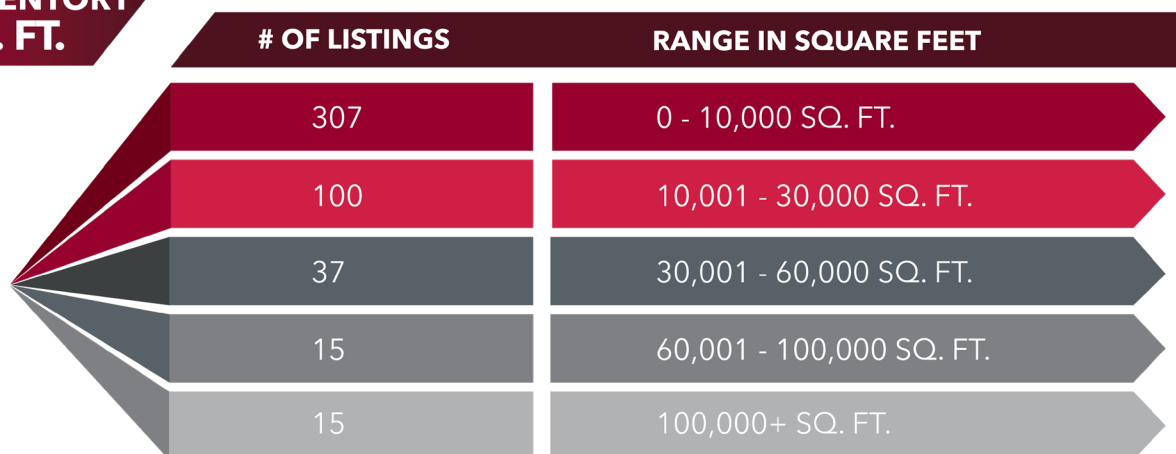 . FT.
# OF LISTINGS RANGE IN SQUARE FEET
307 0 - 10,000 SQ. FT.
100 10,001 - 30,000 SQ. FT.
37 30,001 - 60,000 SQ. FT.
15 60,001 - 100,000 SQ. FT.
15 100,000+ SQ. FT.